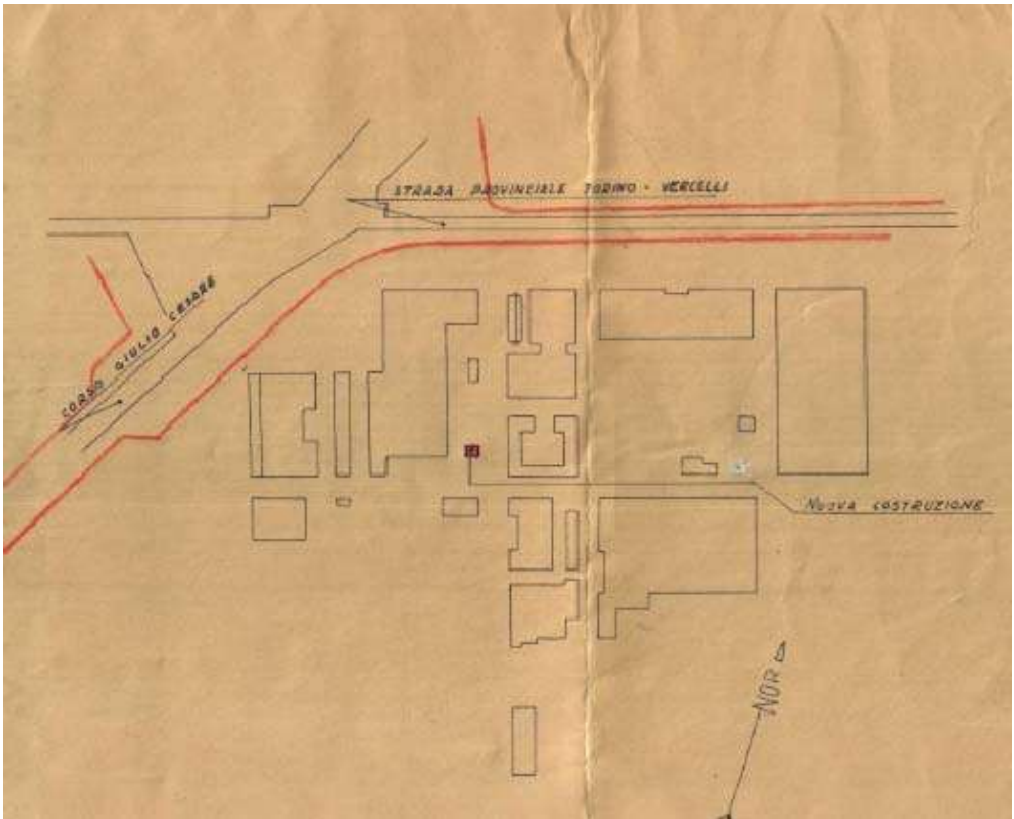 STRADA PROVINCIALE TORINO - VERCELLI
CORSO GIULIO CESARE
NUOVA COSTRUZIONE
NORD